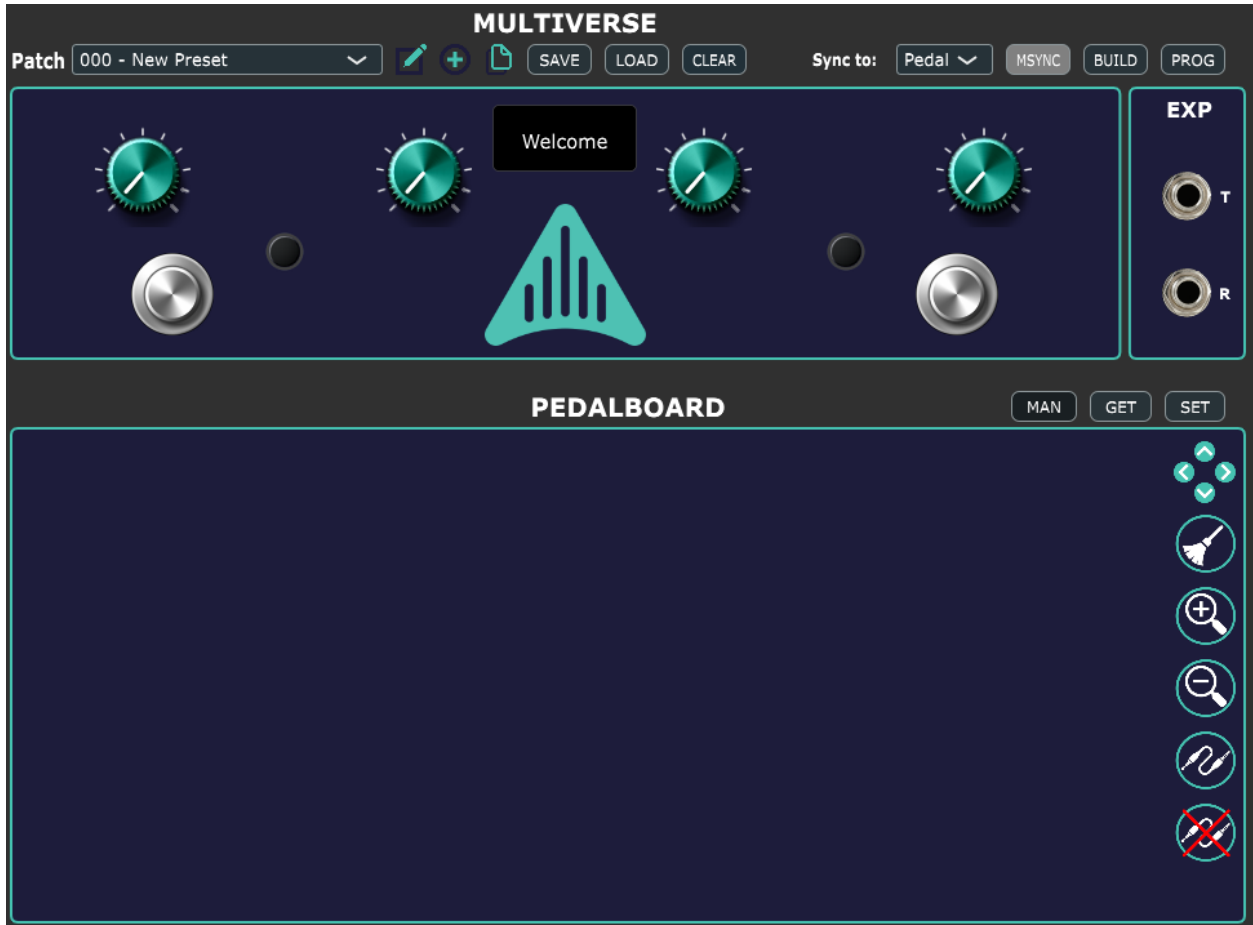 MULTIVERSE
Patch 000 - New Preset SAVE LOAD CLEAR Sync to: Pedal MSYNC BUILD PROG
Welcome
EXP
T
R
PEDALBOARD MAN GET SET